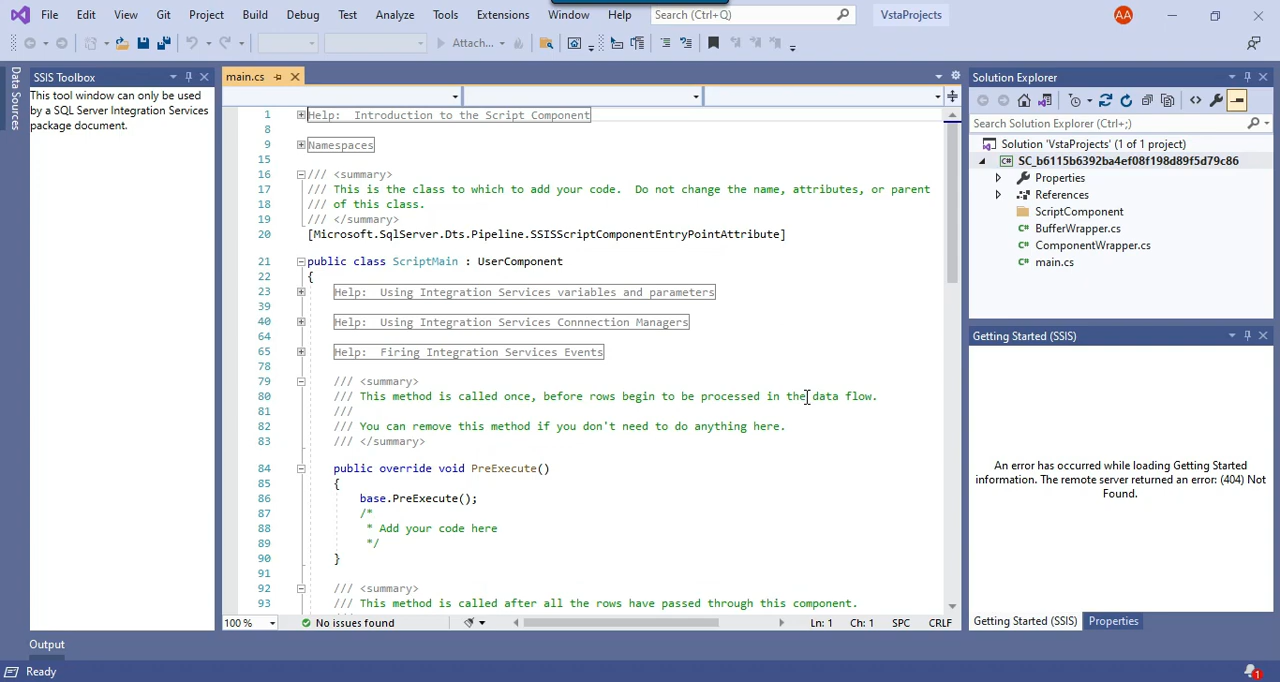 File Edit View Git Project Build Debug Test Analyze Tools Extensions Window Help Search (Ctrl+Q) VstaProjects AA
Attach...
Data Sources
SSIS Toolbox
This tool window can only be used
by a SQL Server Integration Services
package document.
main.cs
1 Help: Introduction to the Script Component
8
9 Namespaces
15
16 /// <summary>
17 /// This is the class to which to add your code. Do not change the name, attributes, or parent
18 /// of this class.
19 /// </summary>
20 [Microsoft.SqlServer.Dts.Pipeline.SSISScriptComponentEntryPointAttribute]
21 public class ScriptMain : UserComponent
22 {
23 Help: Using Integration Services variables and parameters
39
40 Help: Using Integration Services Connnection Managers
64
65 Help: Firing Integration Services Events
78
79 /// <summary>
80 /// This method is called once, before rows begin to be processed in the data flow.
81 ///
82 /// You can remove this method if you don't need to do anything here.
83 /// </summary>
84 public override void PreExecute()
85 {
86 base.PreExecute();
87 /*
88 * Add your code here
89 */
90 }
91
92 /// <summary>
93 /// This method is called after all the rows have passed through this component.
100 % No issues found Ln: 1 Ch: 1 SPC CRLF
Solution Explorer
Search Solution Explorer (Ctrl+;)
Solution 'VstaProjects' (1 of 1 project)
SC_b6115b6392ba4ef08f198d89f5d79c86
Properties
References
ScriptComponent
BufferWrapper.cs
ComponentWrapper.cs
main.cs
Getting Started (SSIS)
An error has occurred while loading Getting Started
information. The remote server returned an error: (404) Not
Found.
Getting Started (SSIS) Properties
Output
Ready
1